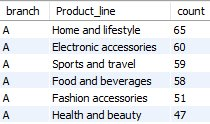 branch Product_line count
A Home and lifestyle 65
A Electronic accessories 60
A Sports and travel 59
A Food and beverages 58
A Fashion accessories 51
A Health and beauty 47